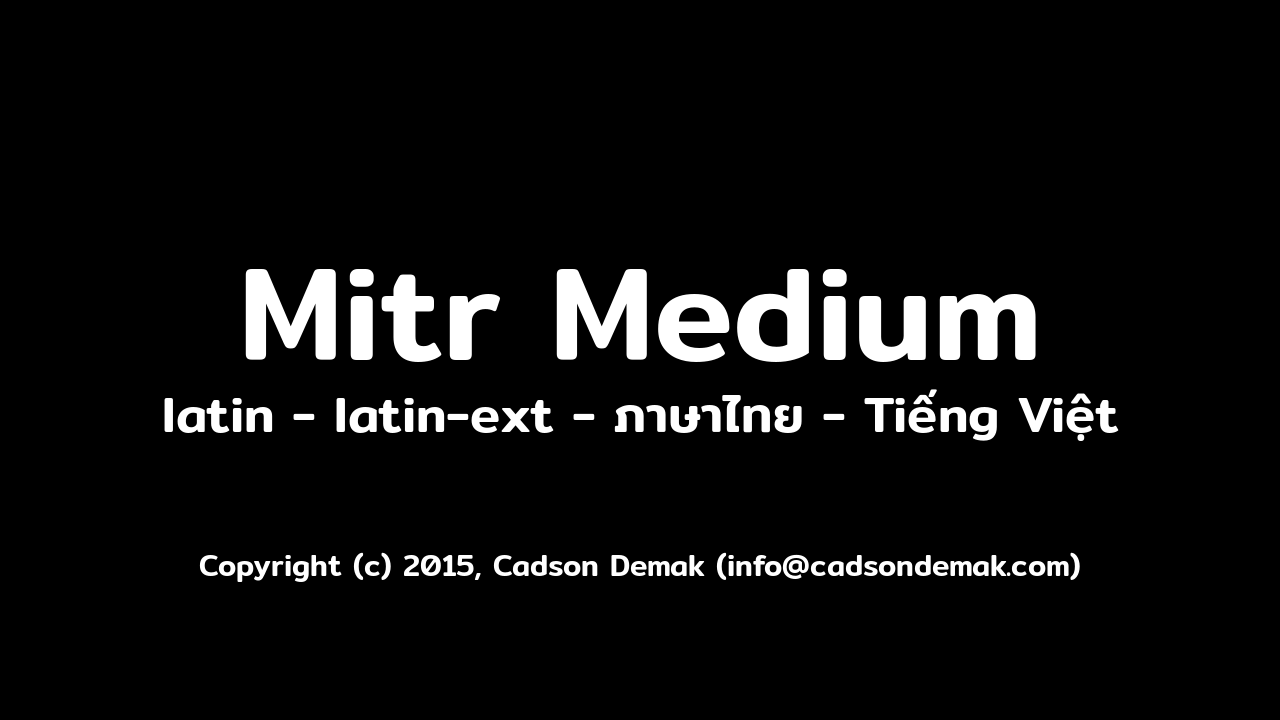 Mitr Medium
latin - latin-ext - ภาษาไทย - Tiếng Việt
Copyright (c) 2015, Cadson Demak (info@cadsondemak.com)